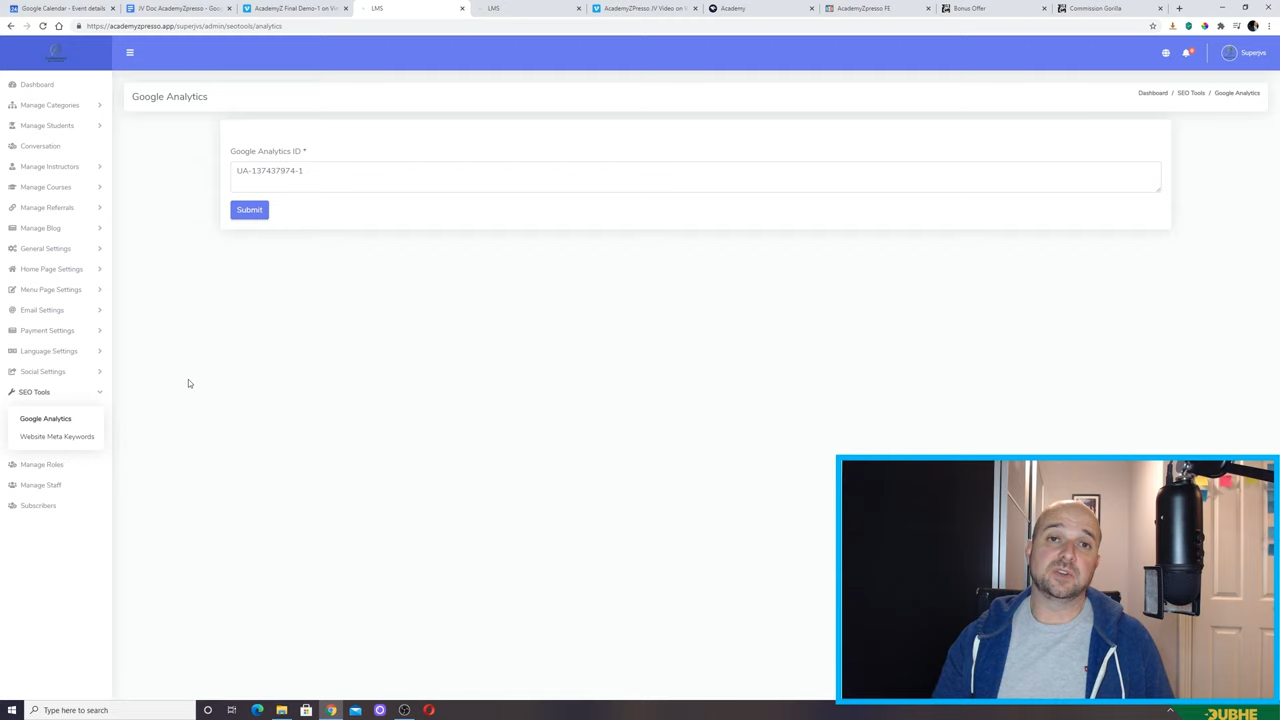 Google Calendar - Event details
JV Doc AcademyZpresso - Goo
AcademyZ Final Demo-1 on Vim
LMS
LMS
AcademyZPresso JV Video on V
Academy
AcademyZPresso FE
Bonus Offer
Commission Gorilla
https://academyzpresso.app/superjvs/admin/seotools/analytics
Superjvs
Dashboard
Manage Categories
Manage Students
Conversation
Manage Instructors
Manage Courses
Manage Referrals
Manage Blog
General Settings
Home Page Settings
Menu Page Settings
Email Settings
Payment Settings
Language Settings
Social Settings
SEO Tools
Google Analytics
Website Meta Keywords
Manage Roles
Manage Staff
Subscribers
Google Analytics
Dashboard / SEO Tools / Google Analytics
Google Analytics ID *
UA-137437974-1
Submit
Type here to search
DUBHE